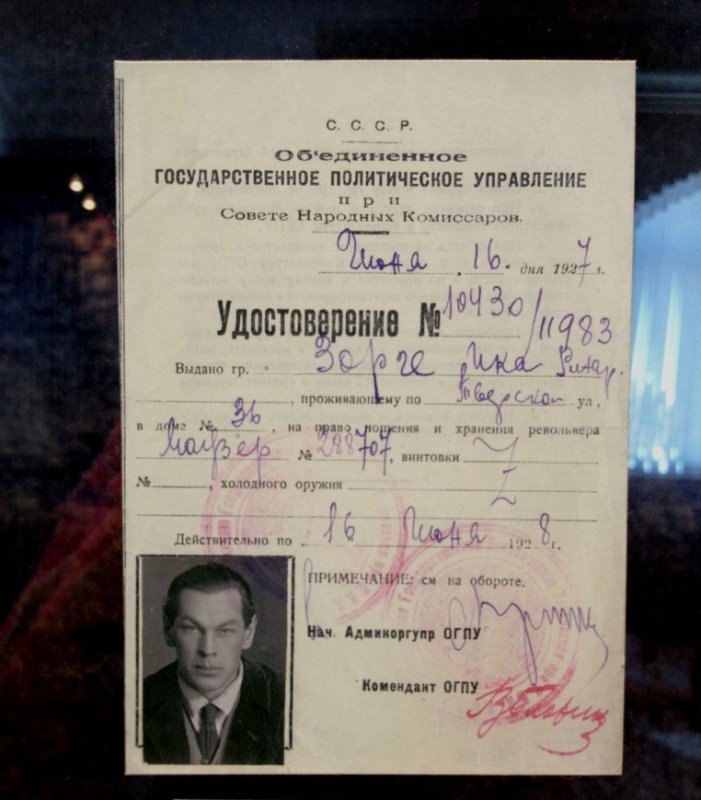 С. С. С. Р.
Об'единенное
ГОСУДАРСТВЕННОЕ ПОЛИТИЧЕСКОЕ УПРАВЛЕНИЕ
при
Совете Народных Комиссаров.
Июня „ 16 " дня 1927 г.
Удостоверение № 10430/11983
Выдано гр. Зорге Ика Рихар.
, проживающему по Тверской ул,
в доме № 36, на право ношения и хранения револьвера
Маузер № 288707, винтовки
№ , холодного оружия
Действительно по 16 Июня 1928 г.
ПРИМЕЧАНИЕ: см на обороте.
Нач. Админоргупр ОГПУ
Комендант ОГПУ